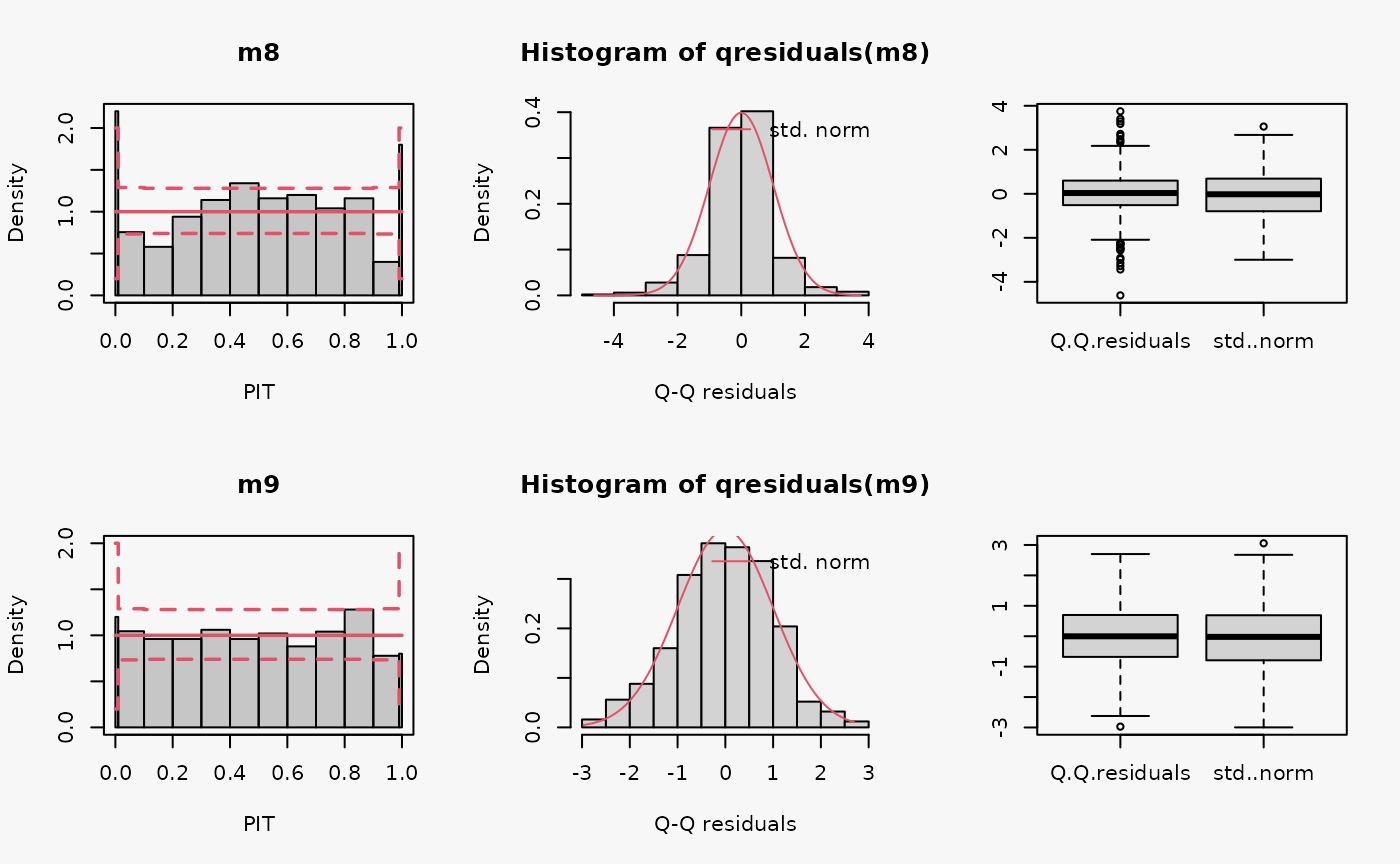 m8
Density
0.0 1.0 2.0
0.0 0.2 0.4 0.6 0.8 1.0
PIT
Histogram of qresiduals(m8)
Density
0.0 0.2 0.4
std. norm
-4 -2 0 2 4
Q-Q residuals
-4 -2 0 2 4
Q.Q.residuals std..norm
m9
Density
0.0 1.0 2.0
0.0 0.2 0.4 0.6 0.8 1.0
PIT
Histogram of qresiduals(m9)
Density
0.0 0.2
std. norm
-3 -2 -1 0 1 2 3
Q-Q residuals
-3 -1 1 3
Q.Q.residuals std..norm